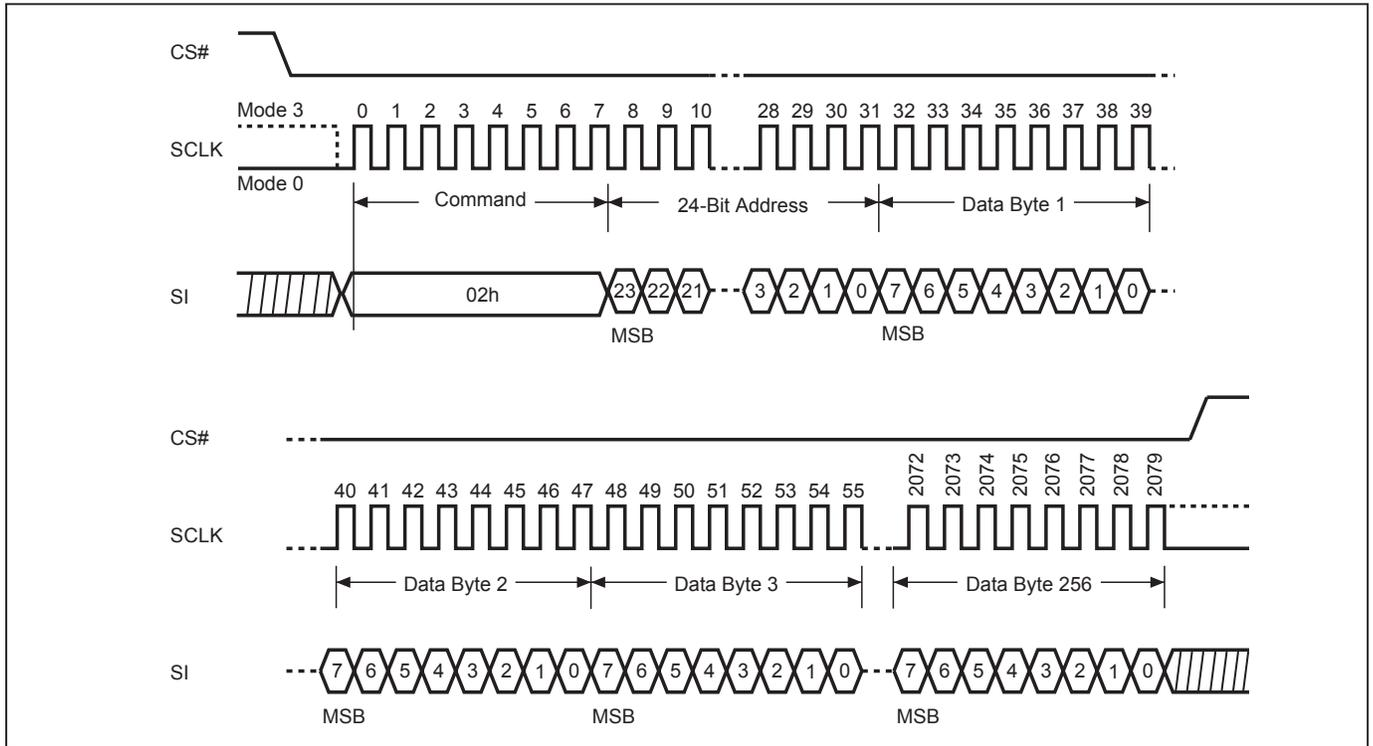 CS#
Mode 3 0 1 2 3 4 5 6 7 8 9 10 28 29 30 31 32 33 34 35 36 37 38 39
SCLK
Mode 0
Command 24-Bit Address Data Byte 1
SI 02h 23 22 21 3 2 1 0 7 6 5 4 3 2 1 0
MSB MSB
CS#
2072 2073 2074 2075 2076 2077 2078 2079
40 41 42 43 44 45 46 47 48 49 50 51 52 53 54 55
SCLK
Data Byte 2 Data Byte 3 Data Byte 256
SI 7 6 5 4 3 2 1 0 7 6 5 4 3 2 1 0 7 6 5 4 3 2 1 0
MSB MSB MSB